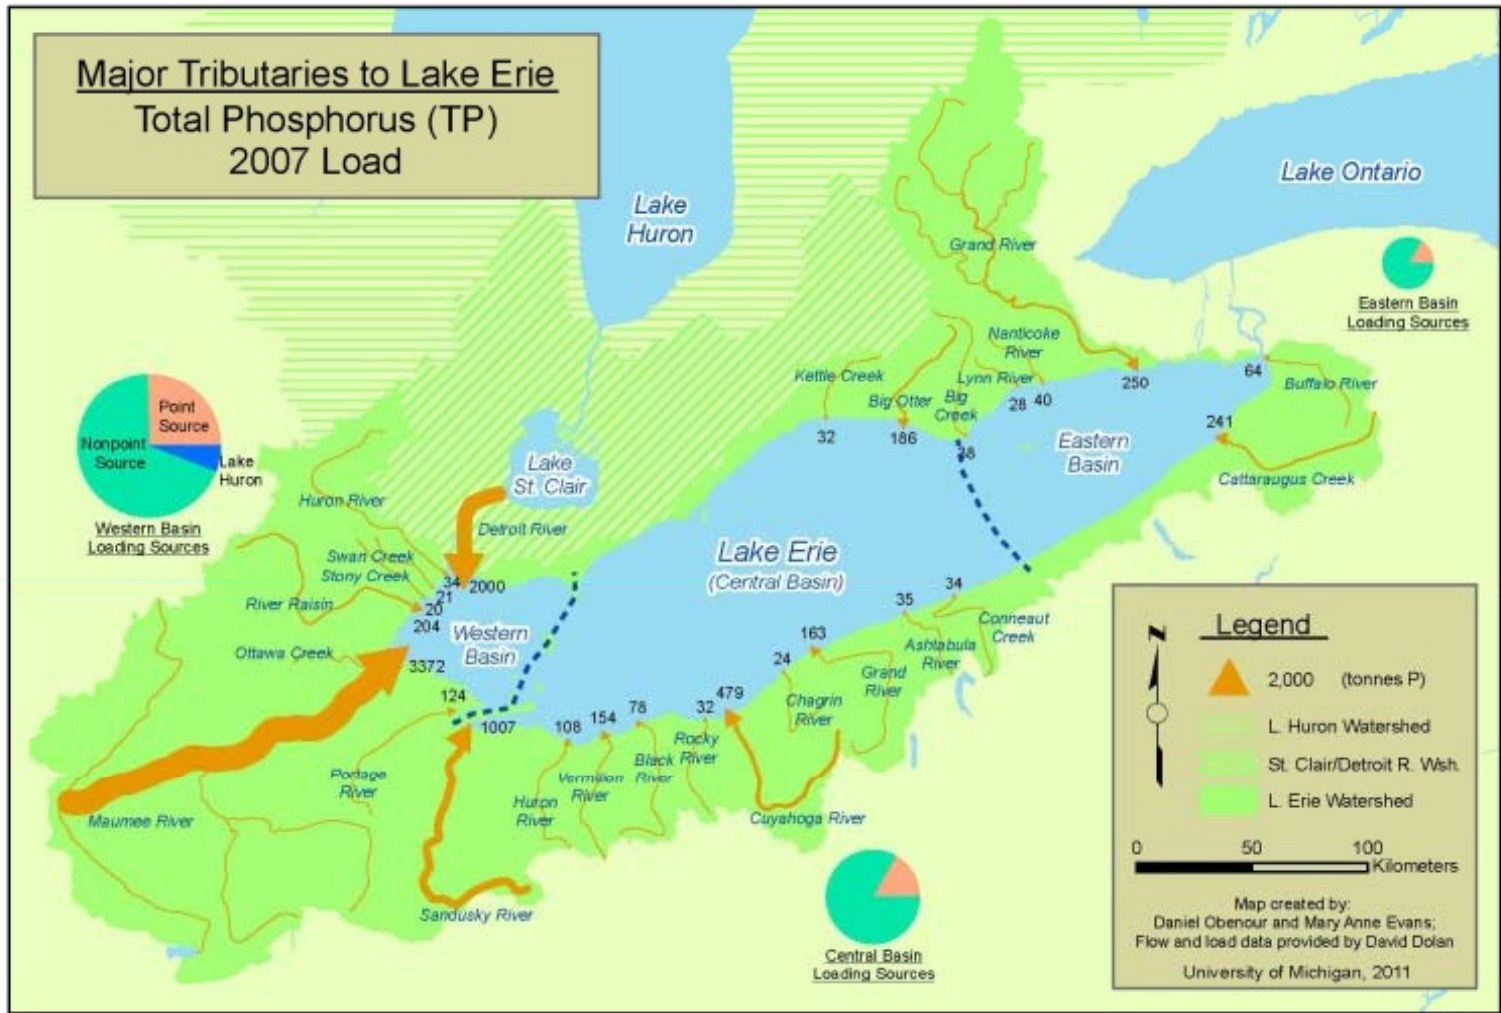 Major Tributaries to Lake Erie
Total Phosphorus (TP)
2007 Load
Lake
Huron
Lake Ontario
Grand River
Eastern Basin
Loading Sources
Nanticoke
River
Kettle Creek
Lynn River
Big Otter
Big
Creek
Buffalo River
250
64
28
40
32
186
38
241
Eastern
Basin
Cattaraugus Creek
Point
Source
Nonpoint
Source
Lake
Huron
Western Basin
Loading Sources
Lake
St. Clair
Huron River
Detroit River
Swan Creek
Stony Creek
River Raisin
Ottawa Creek
34
2000
21
20
204
3372
124
1007
Western
Basin
Lake Erie
(Central Basin)
108
154
78
32
479
24
163
35
34
Conneaut
Creek
Ashtabula
River
Grand
River
Chagrin
River
Rocky
River
Black
River
Vermilion
River
Huron
River
Portage
River
Maumee River
Cuyahoga River
Sandusky River
Central Basin
Loading Sources
N
Legend
2,000 (tonnes P)
L. Huron Watershed
St. Clair/Detroit R. Wsh.
L. Erie Watershed
0 50 100
Kilometers
Map created by:
Daniel Obenour and Mary Anne Evans;
Flow and load data provided by David Dolan
University of Michigan, 2011